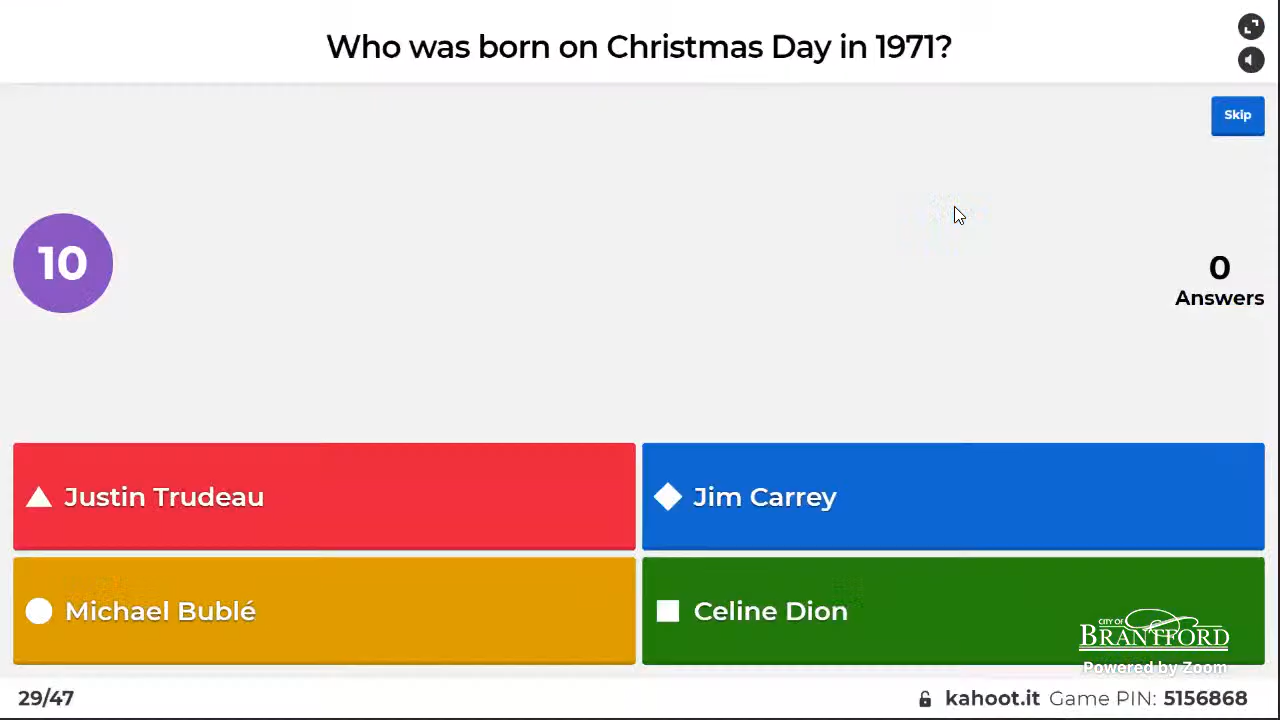 Who was born on Christmas Day in 1971?
Skip
10
0
Answers
Justin Trudeau
Jim Carrey
Michael Bublé
Celine Dion
CITY OF
BRANTFORD
Powered by Zoom
29/47
kahoot.it Game PIN: 5156868